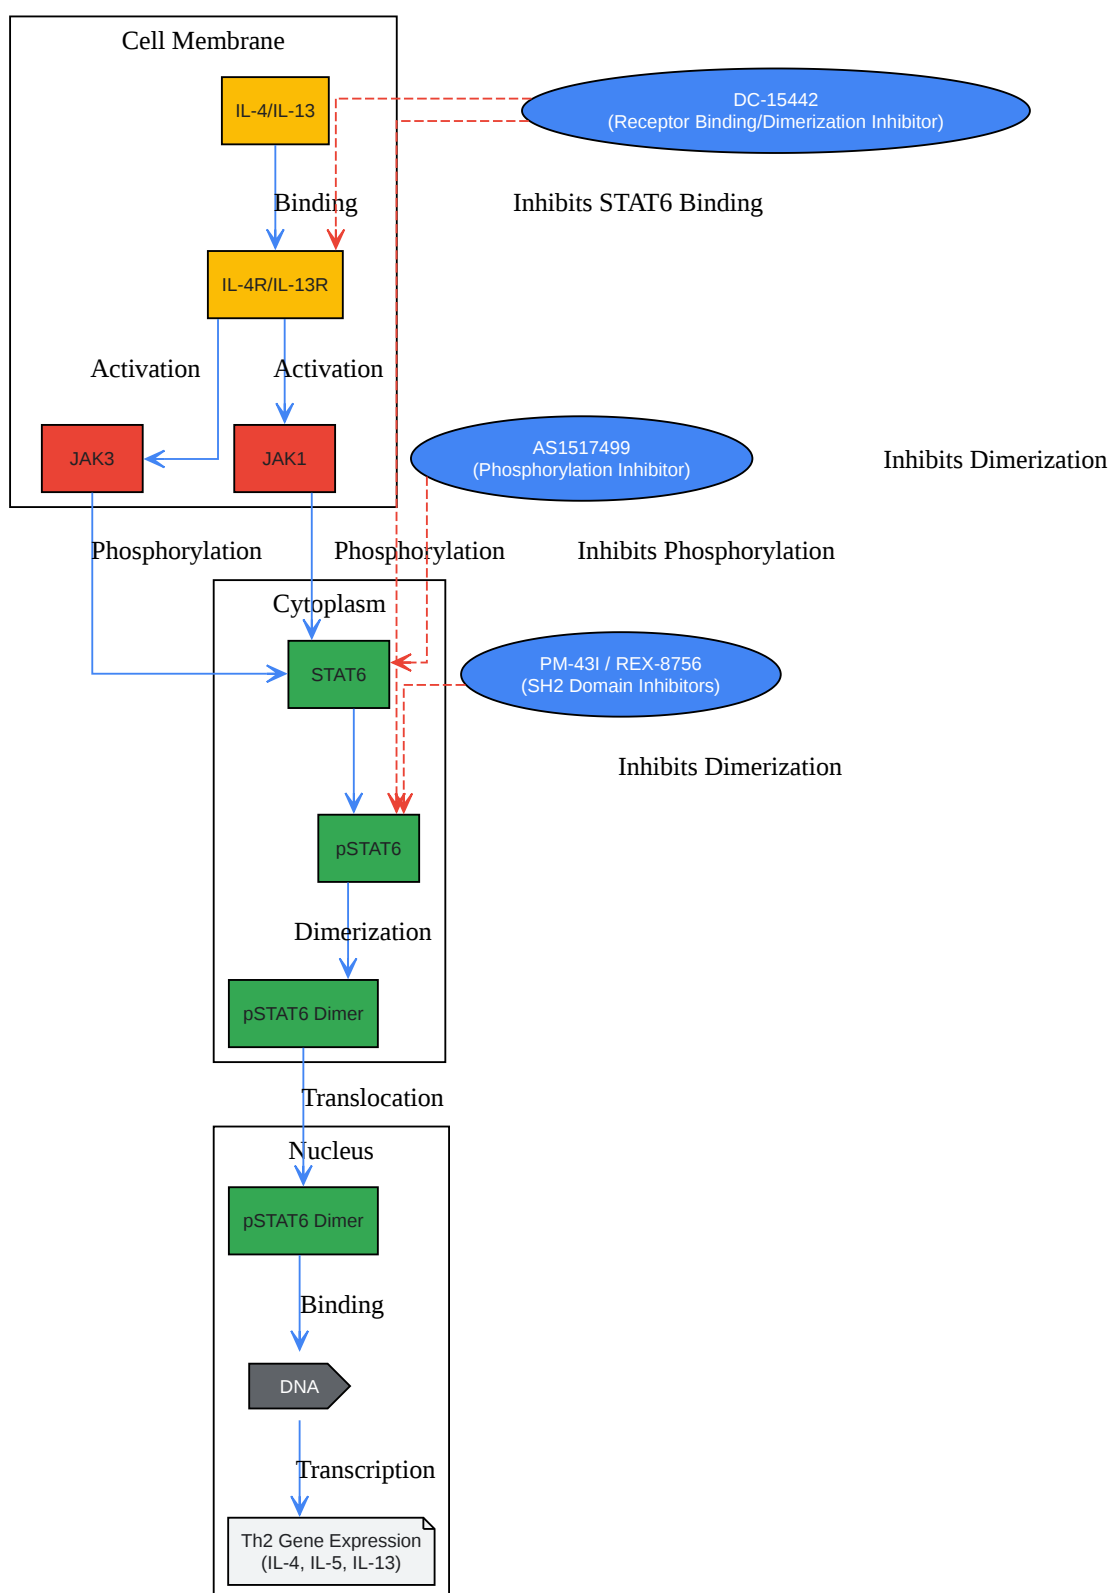 Cell Membrane
IL-4/IL-13
DC-15442
(Receptor Binding/Dimerization Inhibitor)
Binding
Inhibits STAT6 Binding
IL-4R/IL-13R
Activation
Activation
JAK3
JAK1
AS1517499
(Phosphorylation Inhibitor)
Inhibits Dimerization
Phosphorylation
Phosphorylation
Inhibits Phosphorylation
Cytoplasm
STAT6
PM-43I / REX-8756
(SH2 Domain Inhibitors)
Inhibits Dimerization
pSTAT6
Dimerization
pSTAT6 Dimer
Translocation
Nucleus
pSTAT6 Dimer
Binding
DNA
Transcription
Th2 Gene Expression
(IL-4, IL-5, IL-13)